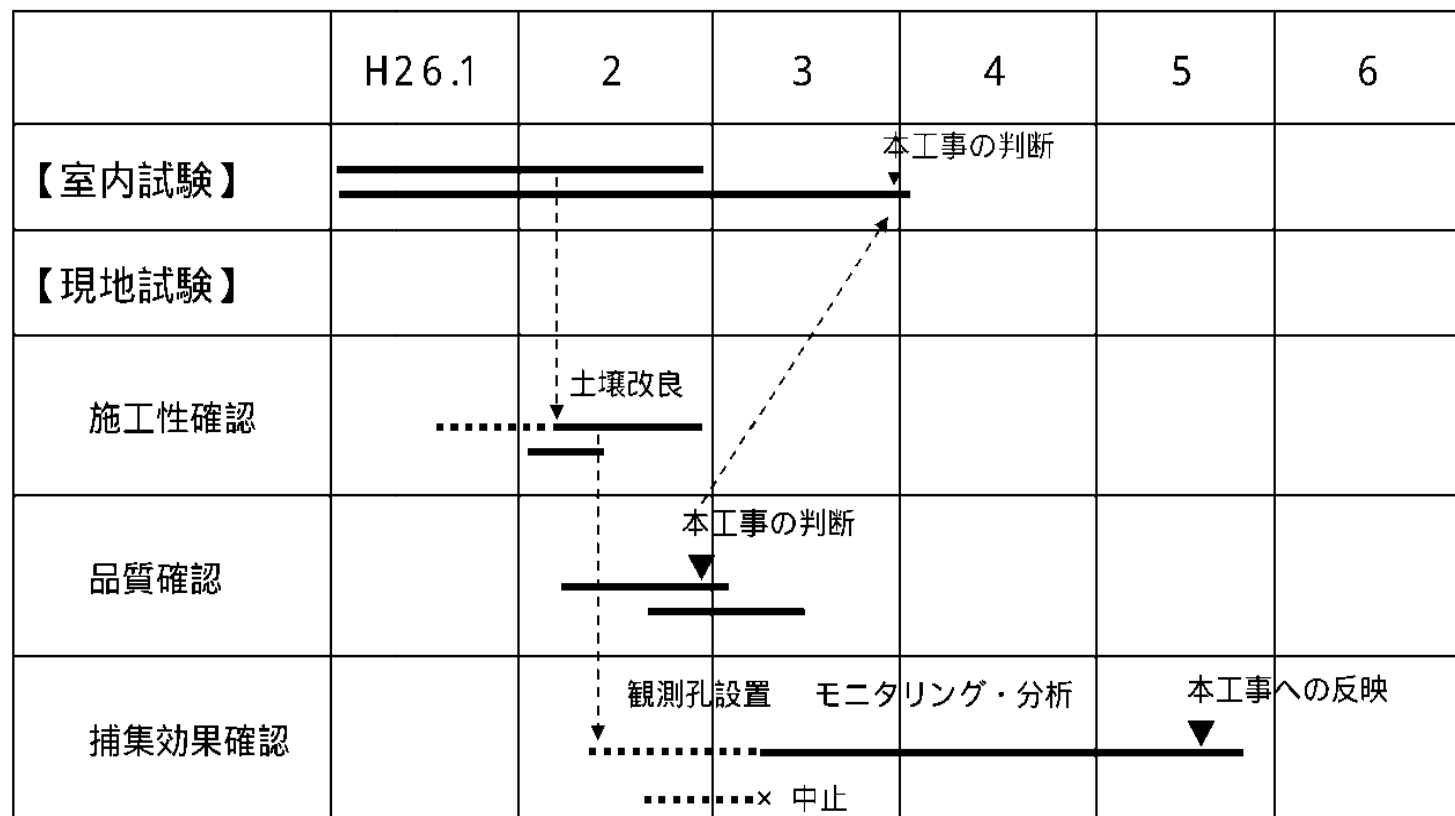 H26.1 2 3 4 5 6
本工事の判断
【室内試験】
【現地試験】
土壌改良
施工性確認
本工事の判断
品質確認
観測孔設置 モニタリング・分析 本工事への反映
捕集効果確認
× 中止